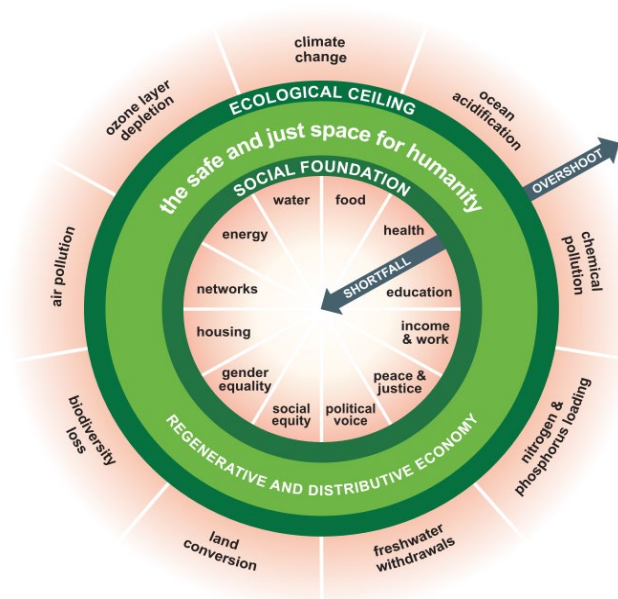 climate
change
ocean
acidification
chemical
pollution
nitrogen &
phosphorus loading
freshwater
withdrawals
land
conversion
biodiversity
loss
air pollution
ozone layer
depletion
ECOLOGICAL CEILING
the safe and just space for humanity
SOCIAL FOUNDATION
OVERSHOOT
SHORTFALL
water
food
health
education
income
& work
peace &
justice
political
voice
social
equity
gender
equality
housing
networks
energy
REGENERATIVE AND DISTRIBUTIVE ECONOMY